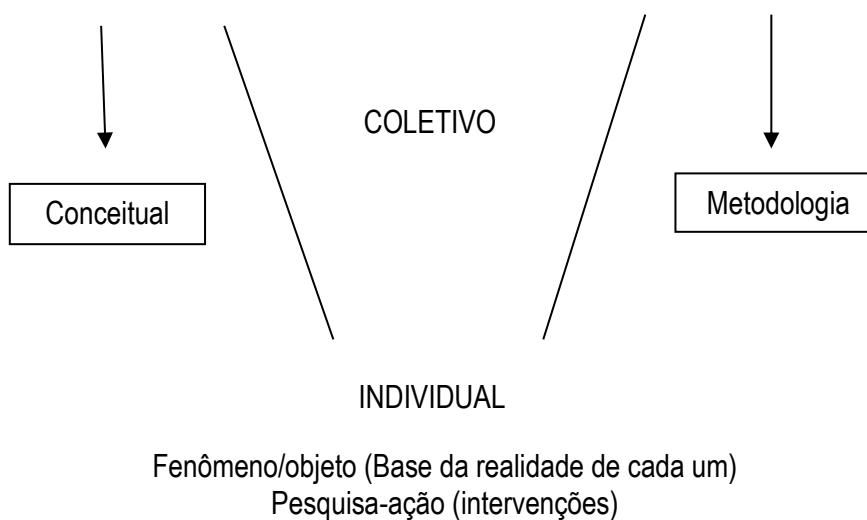 COLETIVO
Conceitual
Metodologia
INDIVIDUAL
Fenômeno/objeto (Base da realidade de cada um)
Pesquisa-ação (intervenções)